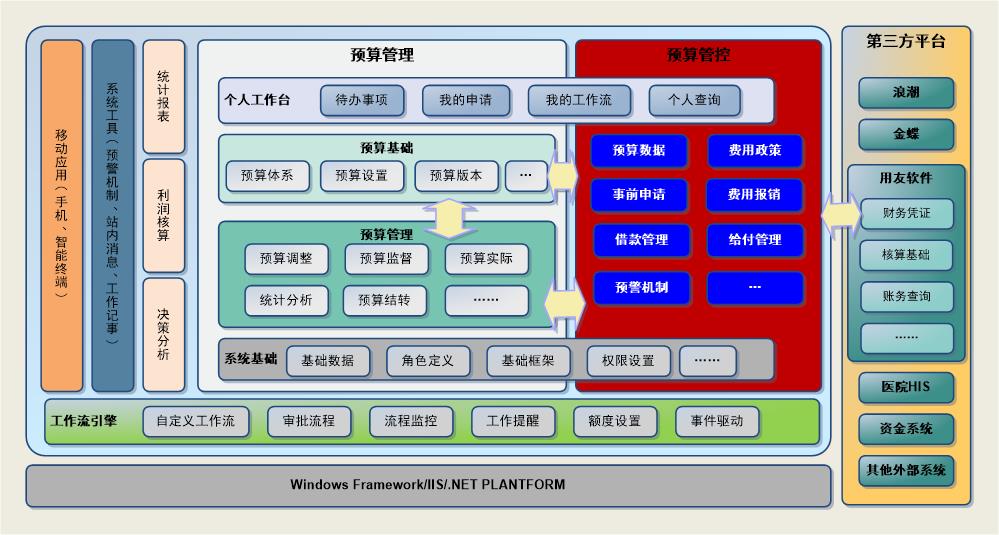 移动应用（手机、智能终端）
系统工具（预警机制、站内消息、工作记事）
统计报表
利润核算
决策分析
预算管理
预算管控
个人工作台
待办事项
我的申请
我的工作流
个人查询
预算基础
预算体系
预算设置
预算版本
…
预算管理
预算调整
预算监督
预算实际
统计分析
预算结转
……
预算数据
费用政策
事前申请
费用报销
借款管理
给付管理
预警机制
…
系统基础
基础数据
角色定义
基础框架
权限设置
……
工作流引擎
自定义工作流
审批流程
流程监控
工作提醒
额度设置
事件驱动
Windows Framework/IIS/.NET PLANTFORM
第三方平台
浪潮
金蝶
用友软件
财务凭证
核算基础
账务查询
……
医院HIS
资金系统
其他外部系统